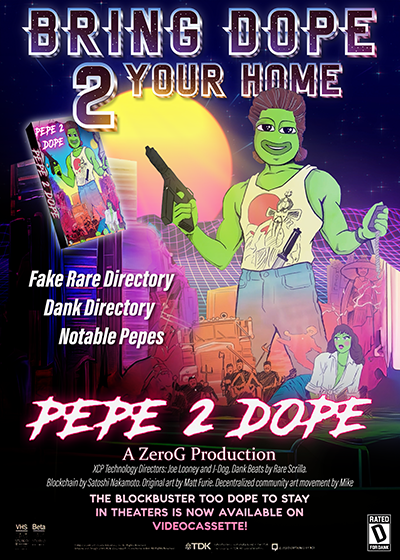 BRING DOPE
2 YOUR HOME
PEPE 2
DOPE
PEPE 2 DOPE
Fake Rare Directory
Dank Directory
Notable Pepes
PEPE 2 DOPE
A ZeroG Production
XCP Technology Directors: Joe Looney and J-Dog, Dank Beats by Rare Scrilla.
Blockchain by Satoshi Nakamoto. Original art by Matt Furie. Decentralized community art movement by Mike
THE BLOCKBUSTER TOO DOPE TO STAY
IN THEATERS IS NOW AVAILABLE ON
VIDEOCASSETTE!
VHS Beta
TDK
RATED
D
FOR DANK